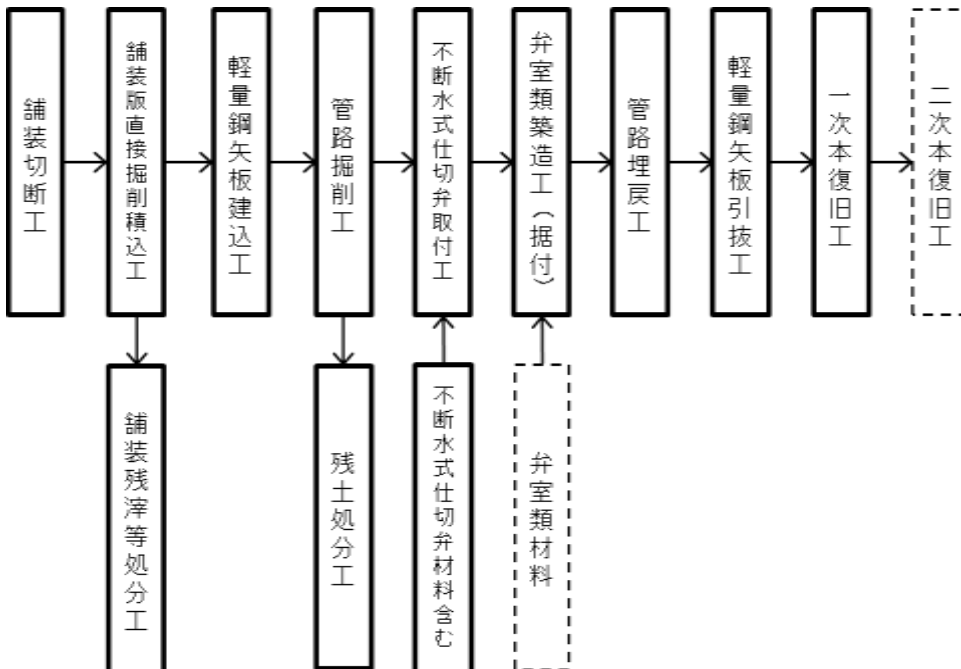 舗装切断工
舗装版直接掘削積込工
軽量鋼矢板建込工
管路掘削工
不断水式仕切弁取付工
弁室類築造工（据付）
管路埋戻工
軽量鋼矢板引抜工
一次本復旧工
二次本復旧工
舗装残滓等処分工
残土処分工
不断水式仕切弁材料含む
弁室類材料